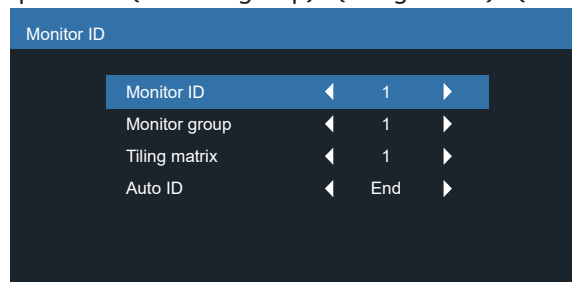 Monitor ID
Monitor ID 1
Monitor group 1
Tiling matrix 1
Auto ID End